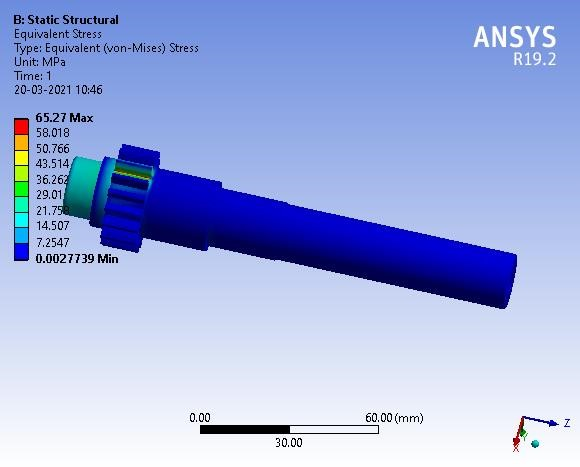 B: Static Structural
Equivalent Stress
Type: Equivalent (von-Mises) Stress
Unit: MPa
Time: 1
20-03-2021 10:46
ANSYS
R19.2
65.27 Max
58.018
50.766
43.514
36.262
29.01
21.758
14.507
7.2547
0.0027739 Min
0.00
60.00 (mm)
30.00
Z
Y
X